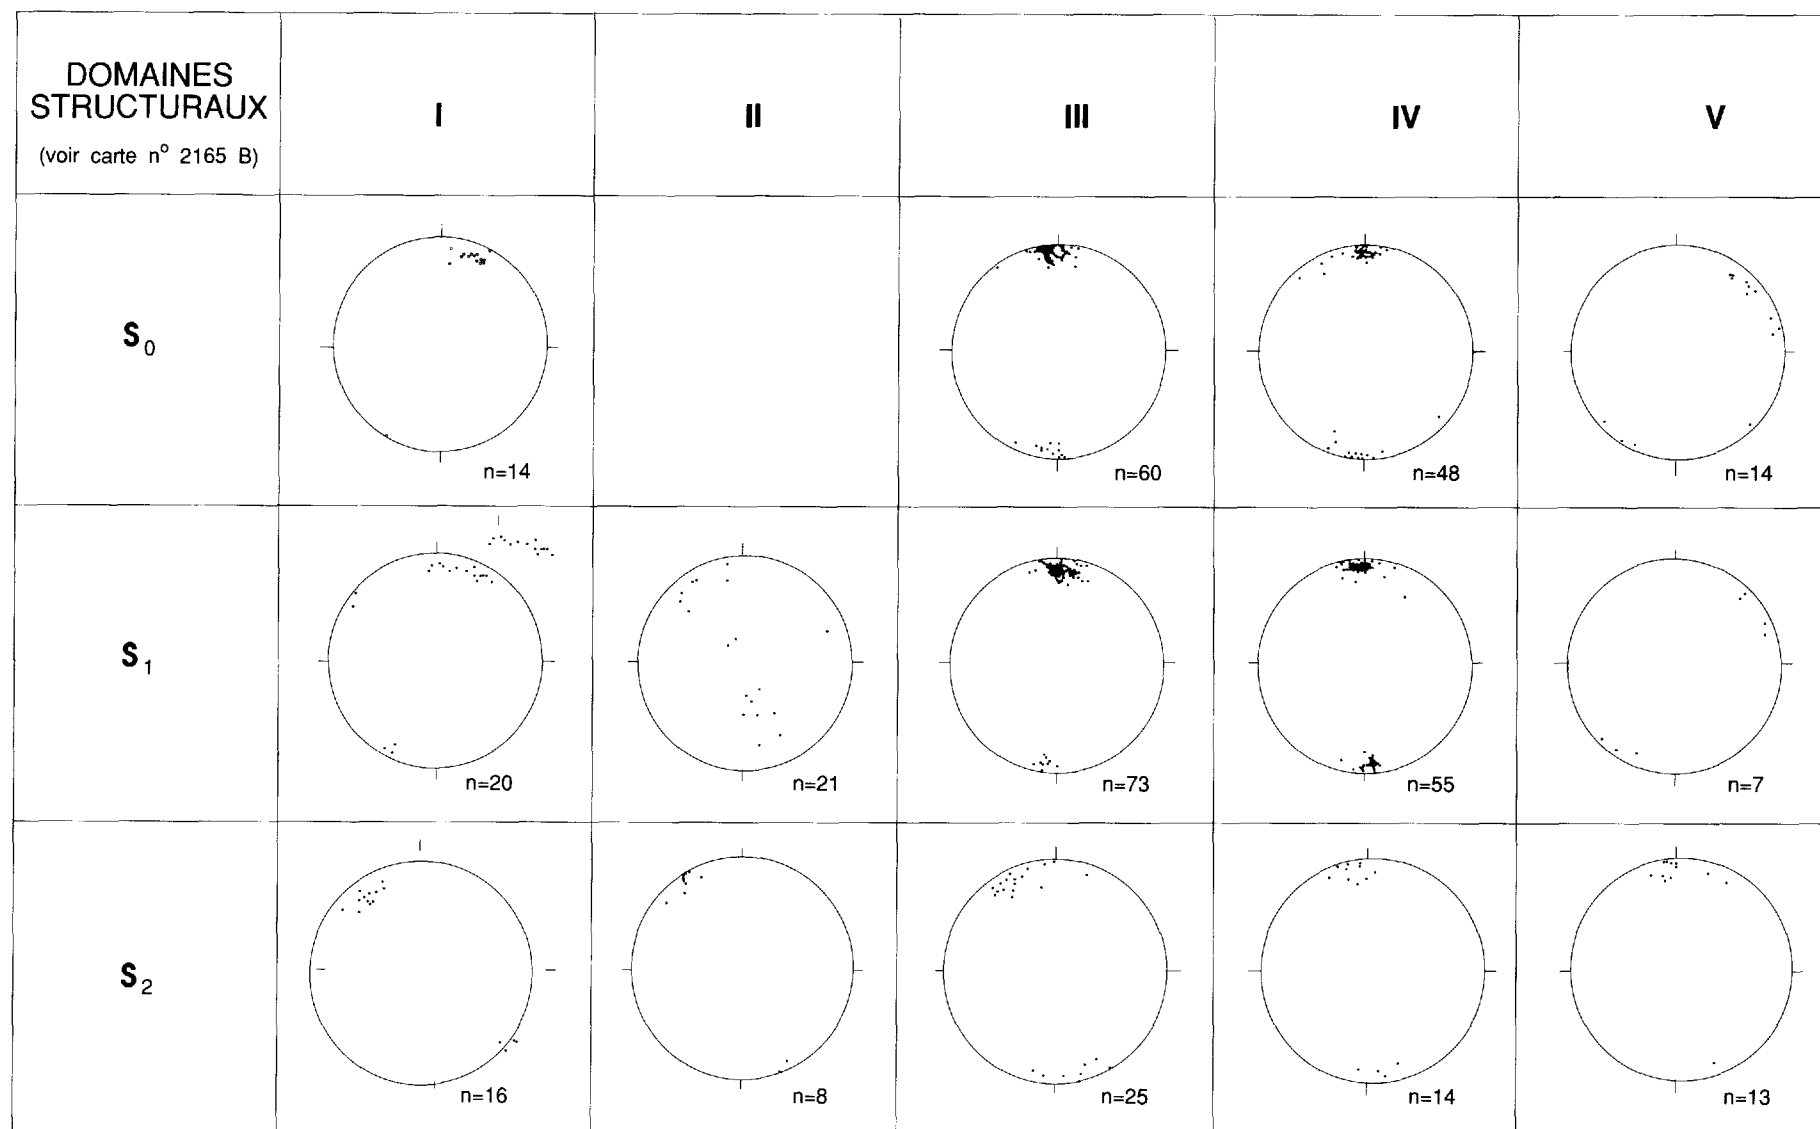 DOMAINES
STRUCTURAUX
(voir carte n° 2165 B)
I
II
III
IV
V
S0
n=14
n=60
n=48
n=14
S1
n=20
n=21
n=73
n=55
n=7
S2
n=16
n=8
n=25
n=14
n=13